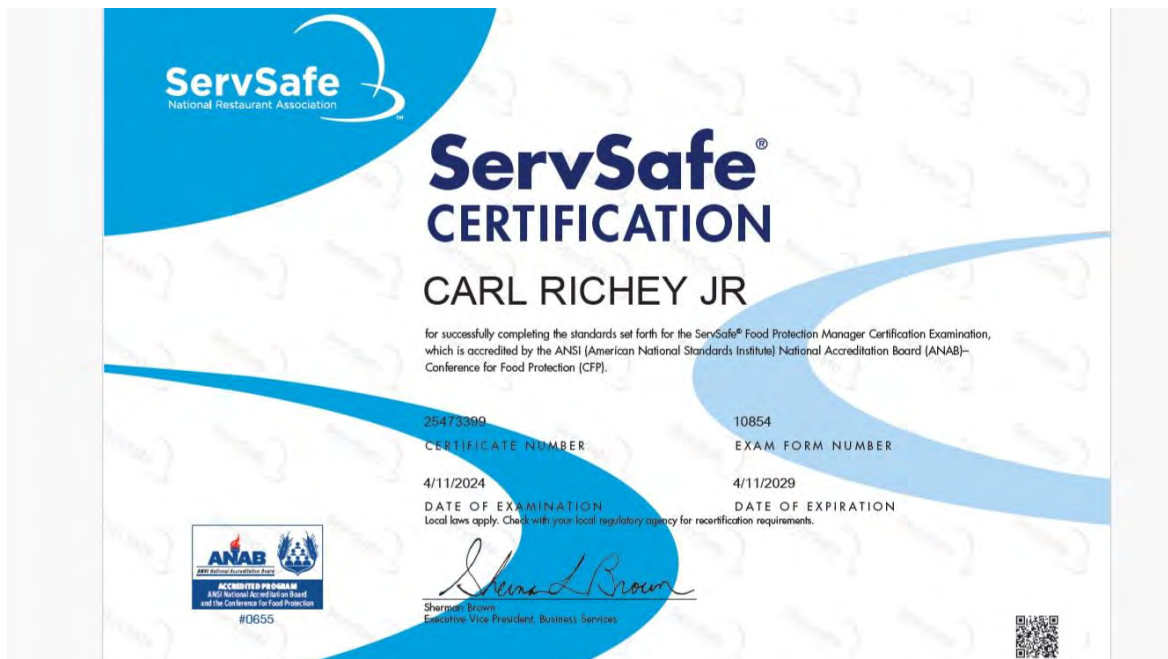 ServSafe
National Restaurant Association
TM
ServSafe®
CERTIFICATION
CARL RICHEY JR
for successfully completing the standards set forth for the ServSafe® Food Protection Manager Certification Examination,
which is accredited by the ANSI (American National Standards Institute) National Accreditation Board (ANAB)–
Conference for Food Protection (CFP).
25473399
CERTIFICATE NUMBER
10854
EXAM FORM NUMBER
4/11/2024
DATE OF EXAMINATION
4/11/2029
DATE OF EXPIRATION
Local laws apply. Check with your local regulatory agency for recertification requirements.
ANAB
ANSI National Accreditation Board
ACCREDITED PROGRAM
ANSI National Accreditation Board
and the Conference for Food Protection
#0655
Sherman Brown
Executive Vice President, Business Services